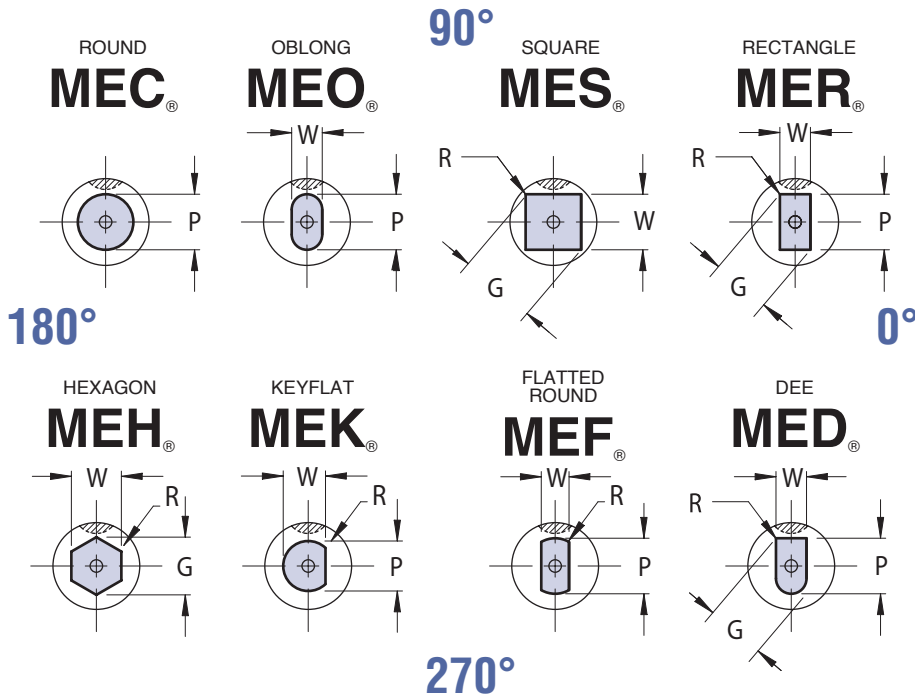 90°
ROUND
MEC®
P
OBLONG
MEO®
W
P
SQUARE
MES®
R
W
G
RECTANGLE
MER®
W
R
P
G
180°
0°
HEXAGON
MEH®
W
R
G
KEYFLAT
MEK®
W
R
P
FLATTED
ROUND
MEF®
W
R
P
DEE
MED®
W
R
P
G
270°